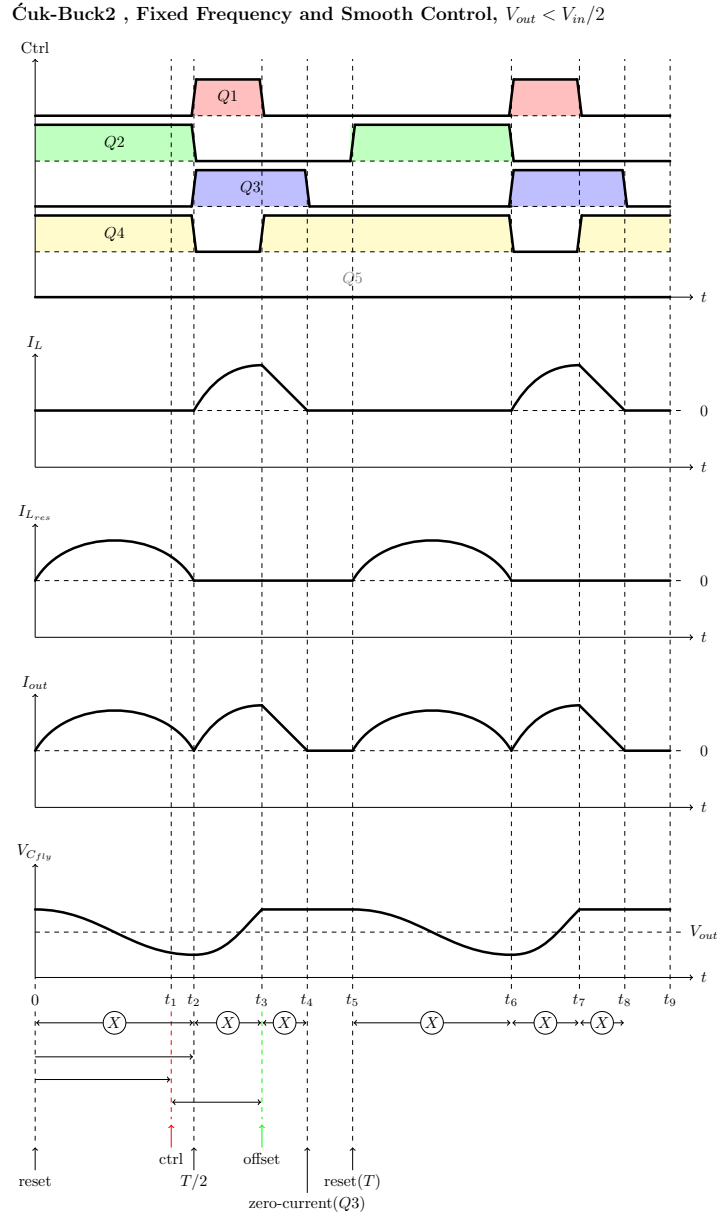 Ćuk-Buck2 , Fixed Frequency and Smooth Control, $V_{out} < V_{in}/2$
Ctrl
Q1
Q2
Q3
Q4
Q5
t
$I_L$
0
t
$I_{L_{res}}$
0
t
$I_{out}$
0
t
$V_{C_{fly}}$
$V_{out}$
t
0 $t_1$ $t_2$ $t_3$ $t_4$ $t_5$ $t_6$ $t_7$ $t_8$ $t_9$
X X X X X X
ctrl offset
reset T/2 reset(T)
zero-current(Q3)